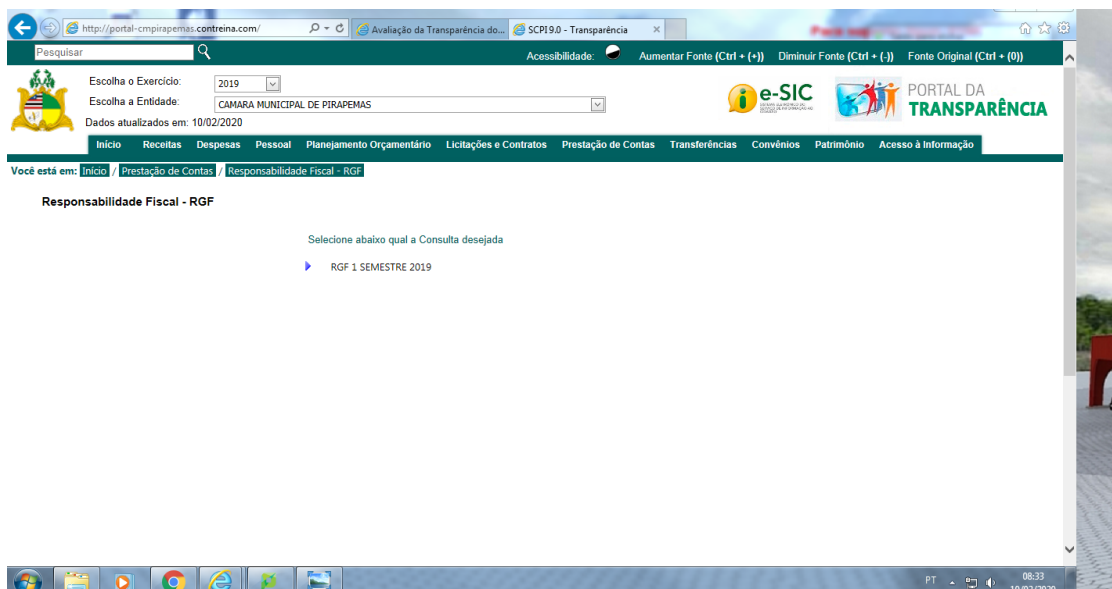 http://portal-cmpirapemas.contreina.com/
Avaliação da Transparência do...
SCPI 9.0 - Transparência
Pesquisar
Acessibilidade:
Aumentar Fonte (Ctrl + (+))
Diminuir Fonte (Ctrl + (-))
Fonte Original (Ctrl + (0))
Escolha o Exercício:
2019
Escolha a Entidade:
CAMARA MUNICIPAL DE PIRAPEMAS
Dados atualizados em: 10/02/2020
e-SIC
PORTAL DA
TRANSPARÊNCIA
Início Receitas Despesas Pessoal Planejamento Orçamentário Licitações e Contratos Prestação de Contas Transferências Convênios Patrimônio Acesso à Informação
Você está em: Início / Prestação de Contas / Responsabilidade Fiscal - RGF
Responsabilidade Fiscal - RGF
Selecione abaixo qual a Consulta desejada
RGF 1 SEMESTRE 2019
PT
08:33
10/02/2020